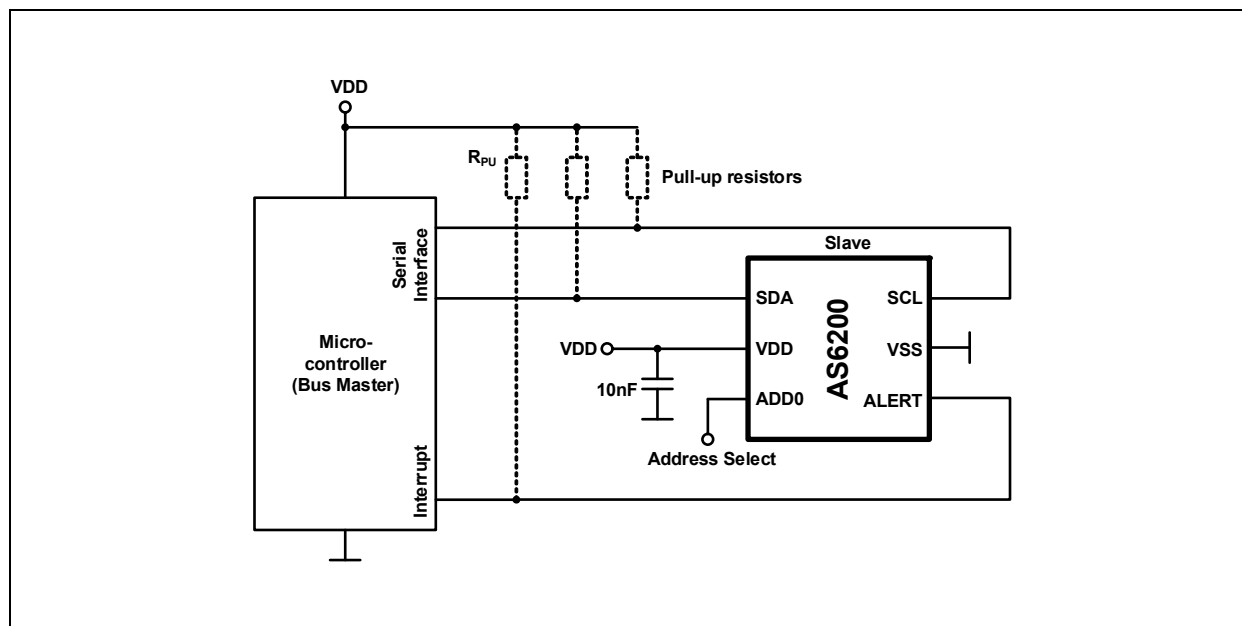 VDD
R_PU
Pull-up resistors
Serial
Interface
Slave
SDA
SCL
Micro-
controller
(Bus Master)
VDD
VDD
AS6200
VSS
10nF
ADD0
ALERT
Address Select
Interrupt